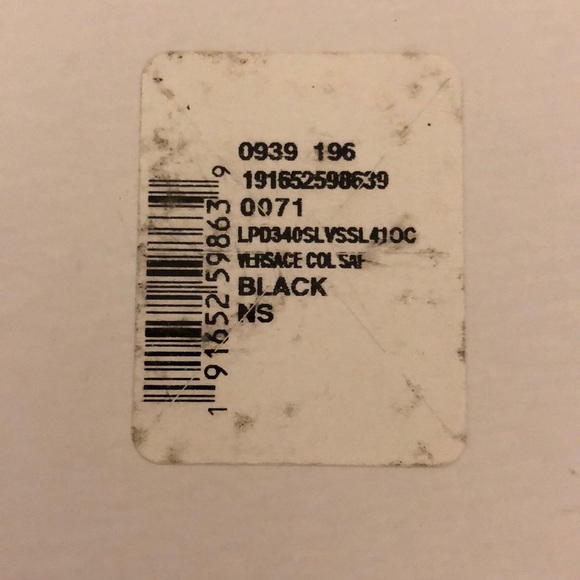 0939 196
191652598639
0071
LPD340SLVSSL41OC
VERSACE COL SAF
BLACK
NS
1 91652 59863 9